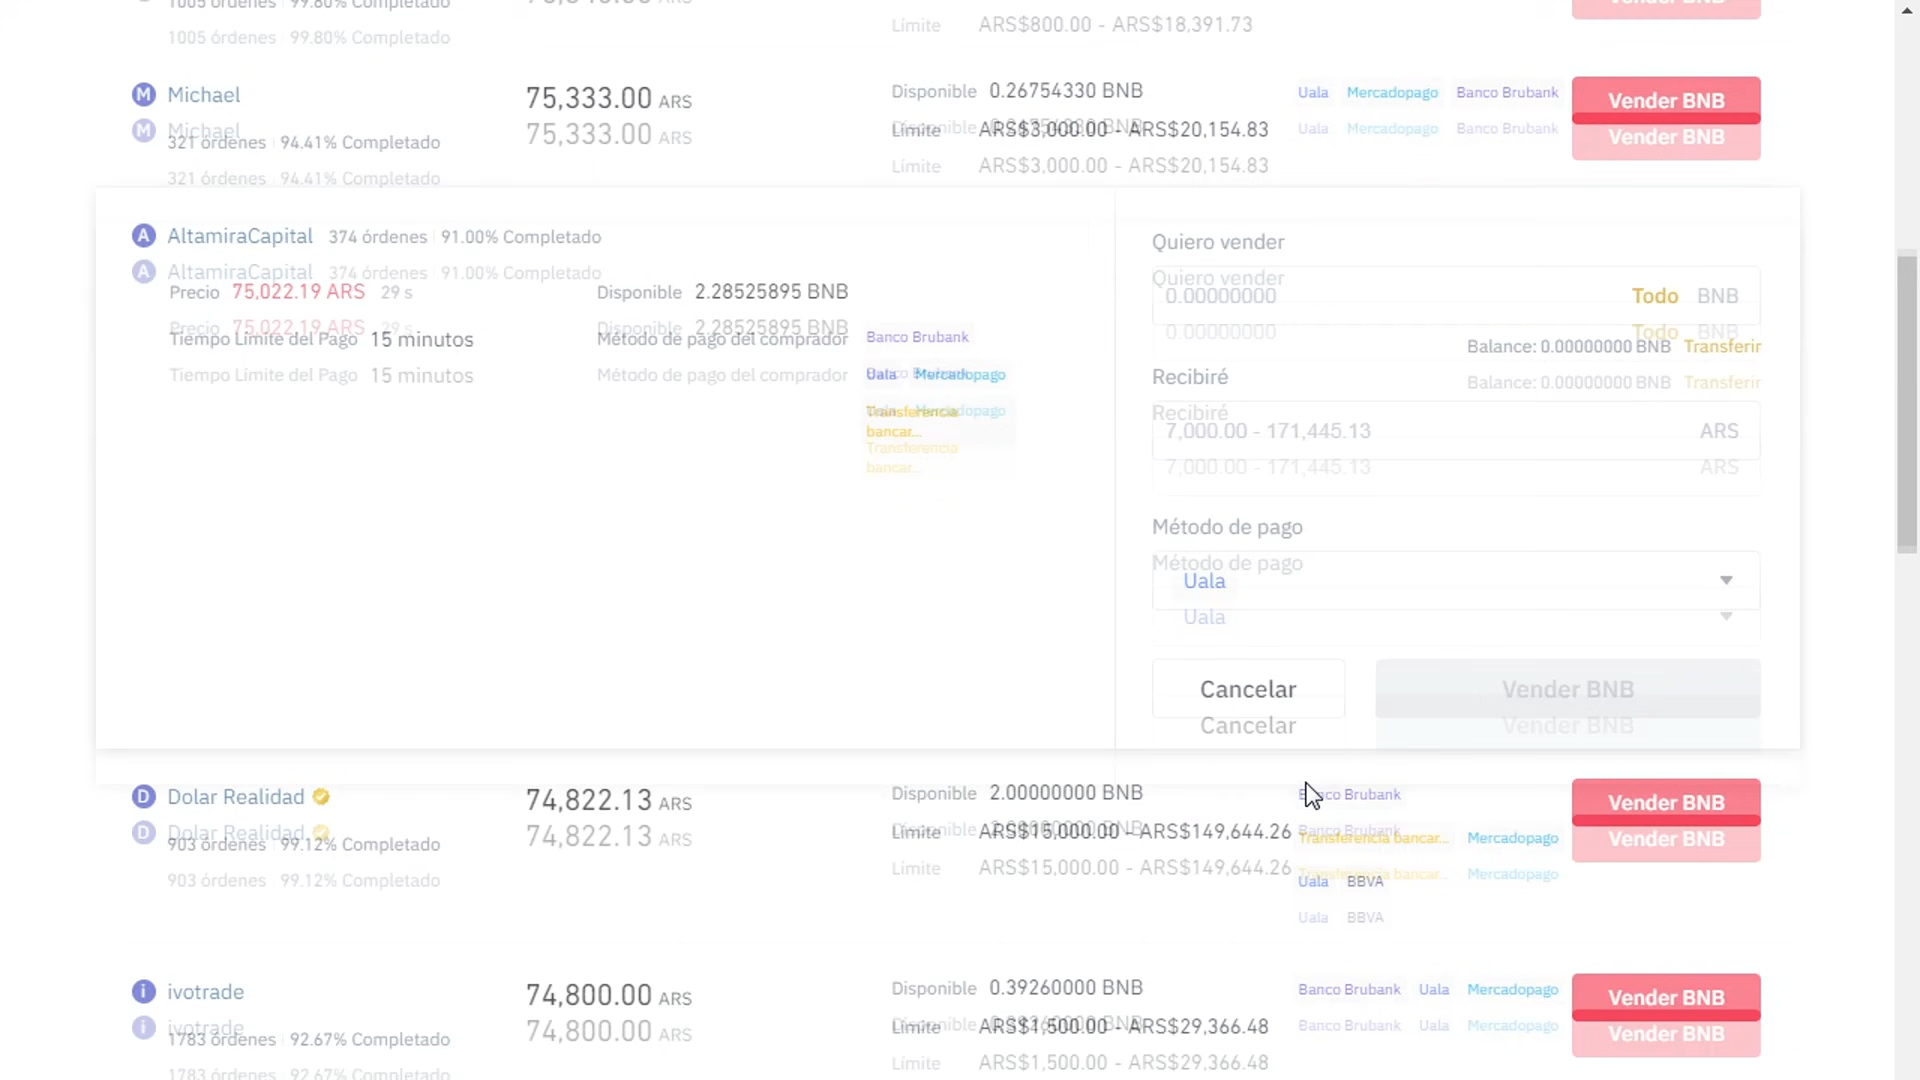 1005 órdenes 99.80% Completado
Límite ARS$800.00 - ARS$18,391.73
M Michael 75,333.00 ARS Disponible 0.26754330 BNB Uala Mercadopago Banco Brubank Vender BNB
321 órdenes 94.41% Completado Límite ARS$3,000.00 - ARS$20,154.83
A AltamiraCapital 374 órdenes 91.00% Completado
Precio 75,022.19 ARS 29 s Disponible 2.28525895 BNB
Tiempo Límite del Pago 15 minutos Método de pago del comprador Banco Brubank
Uala Mercadopago
Transferencia
bancar...
Quiero vender
0.00000000 Todo BNB
Balance: 0.00000000 BNB Transferir
Recibiré
7,000.00 - 171,445.13 ARS
Método de pago
Uala
Cancelar Vender BNB
D Dolar Realidad 74,822.13 ARS Disponible 2.00000000 BNB Banco Brubank Vender BNB
903 órdenes 99.12% Completado Límite ARS$15,000.00 - ARS$149,644.26 Transferencia bancar... Mercadopago
Uala BBVA
i ivotrade 74,800.00 ARS Disponible 0.39260000 BNB Banco Brubank Uala Mercadopago Vender BNB
1783 órdenes 92.67% Completado Límite ARS$1,500.00 - ARS$29,366.48